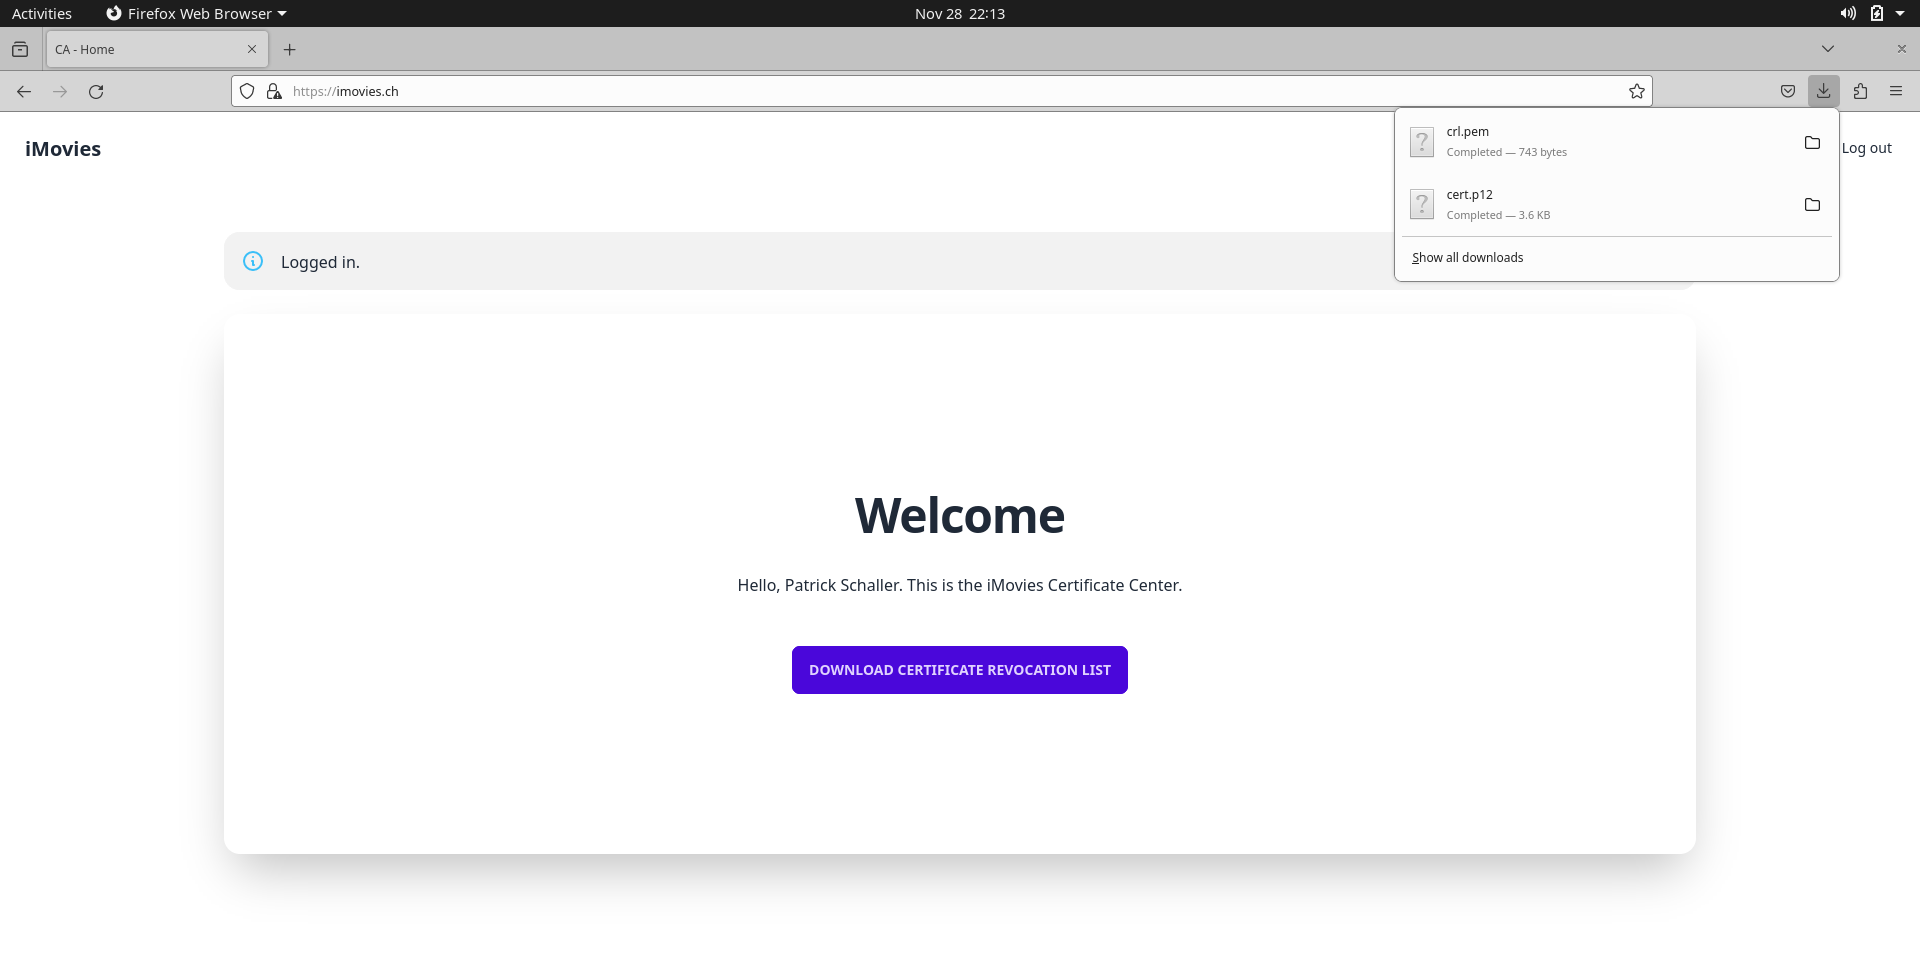 Activities
Firefox Web Browser
Nov 28 22:13
CA - Home
https://imovies.ch
iMovies
Log out
crl.pem
Completed — 743 bytes
cert.p12
Completed — 3.6 KB
Show all downloads
Logged in.
Welcome
Hello, Patrick Schaller. This is the iMovies Certificate Center.
DOWNLOAD CERTIFICATE REVOCATION LIST